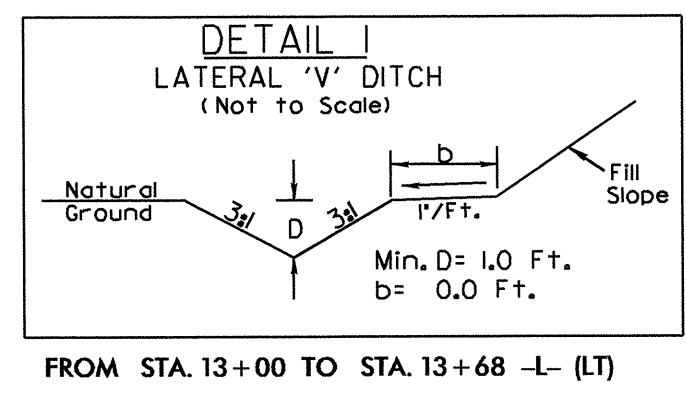 DETAIL 1
LATERAL 'V' DITCH
(Not to Scale)
b
Natural
Ground
3:1
D
3:1
1"/Ft.
Fill
Slope
Min. D= 1.0 Ft.
b= 0.0 Ft.
FROM STA. 13+00 TO STA. 13+68 -L- (LT)